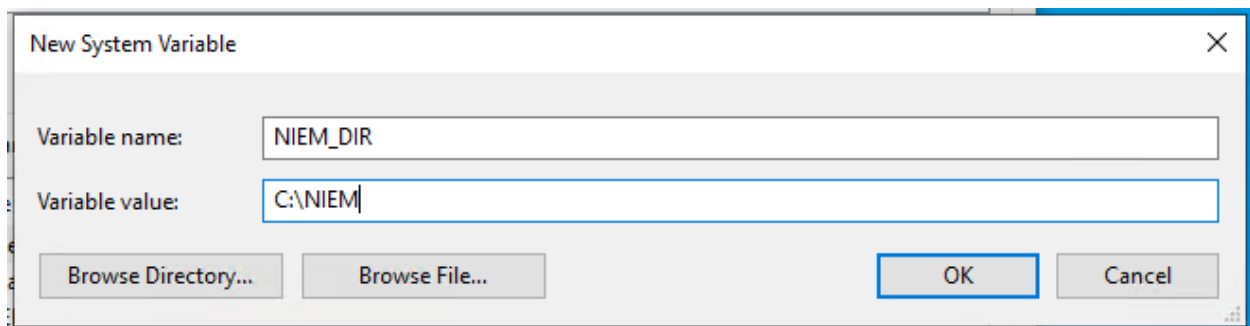 New System Variable
Variable name: NIEM_DIR
Variable value: C:\NIEM
Browse Directory... Browse File... OK Cancel